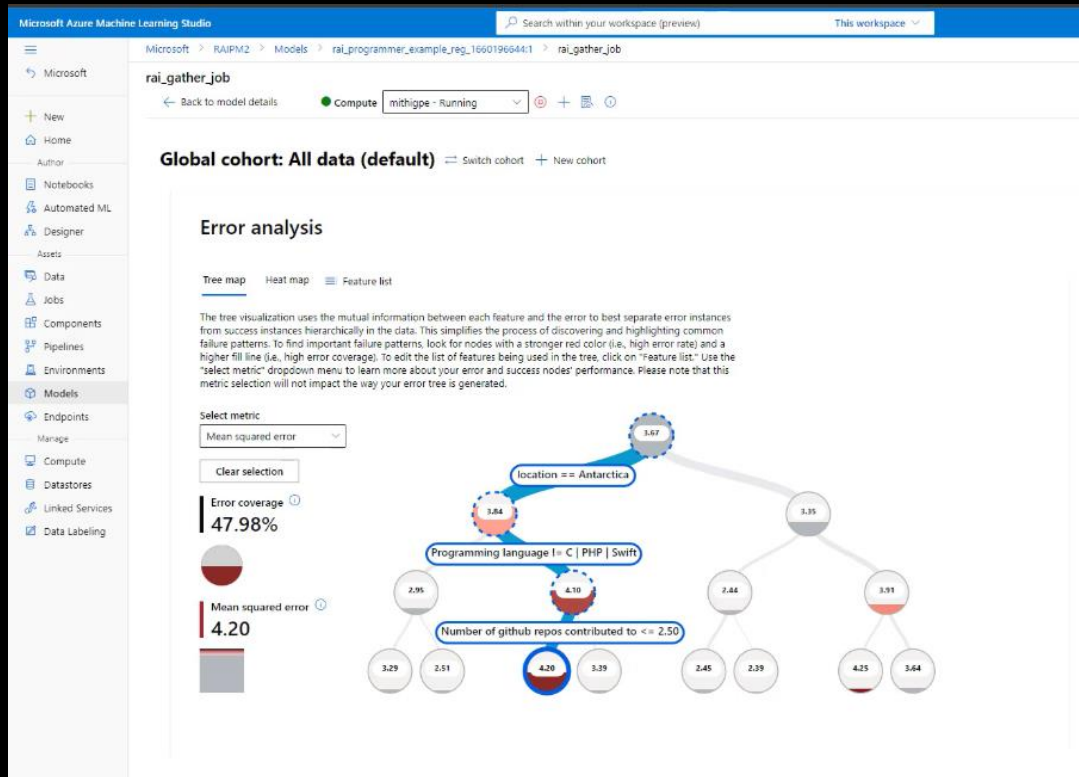 Microsoft Azure Machine Learning Studio
Search within your workspace (preview)
This workspace
Microsoft > RAIPM2 > Models > rai_programmer_example_reg_1660196644:1 > rai_gather_job
Microsoft
New
Home
Author
Notebooks
Automated ML
Designer
Assets
Data
Jobs
Components
Pipelines
Environments
Models
Endpoints
Manage
Compute
Datastores
Linked Services
Data Labeling
rai_gather_job
Back to model details
Compute
mithigpe - Running
Global cohort: All data (default)
Switch cohort
New cohort
Error analysis
Tree map
Heat map
Feature list
The tree visualization uses the mutual information between each feature and the error to best separate error instances
from success instances hierarchically in the data. This simplifies the process of discovering and highlighting common
failure patterns. To find important failure patterns, look for nodes with a stronger red color (i.e., high error rate) and a
higher fill line (i.e., high error coverage). To edit the list of features being used in the tree, click on "Feature list." Use the
"select metric" dropdown menu to learn more about your error and success nodes' performance. Please note that this
metric selection will not impact the way your error tree is generated.
Select metric
Mean squared error
Clear selection
Error coverage
47.98%
Mean squared error
4.20
3.67
location == Antarctica
3.84
3.35
Programming language != C | PHP | Swift
2.95
4.10
2.44
3.91
Number of github repos contributed to <= 2.50
3.29
2.51
4.20
3.39
2.45
2.39
4.25
3.64